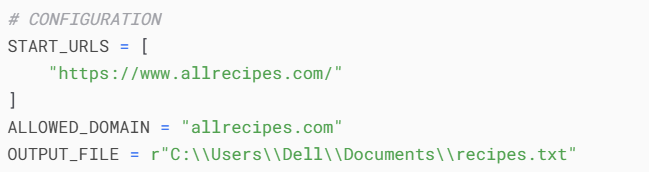 # CONFIGURATION
START_URLS = [
    "https://www.allrecipes.com/"
]
ALLOWED_DOMAIN = "allrecipes.com"
OUTPUT_FILE = r"C:\\Users\\Dell\\Documents\\recipes.txt"